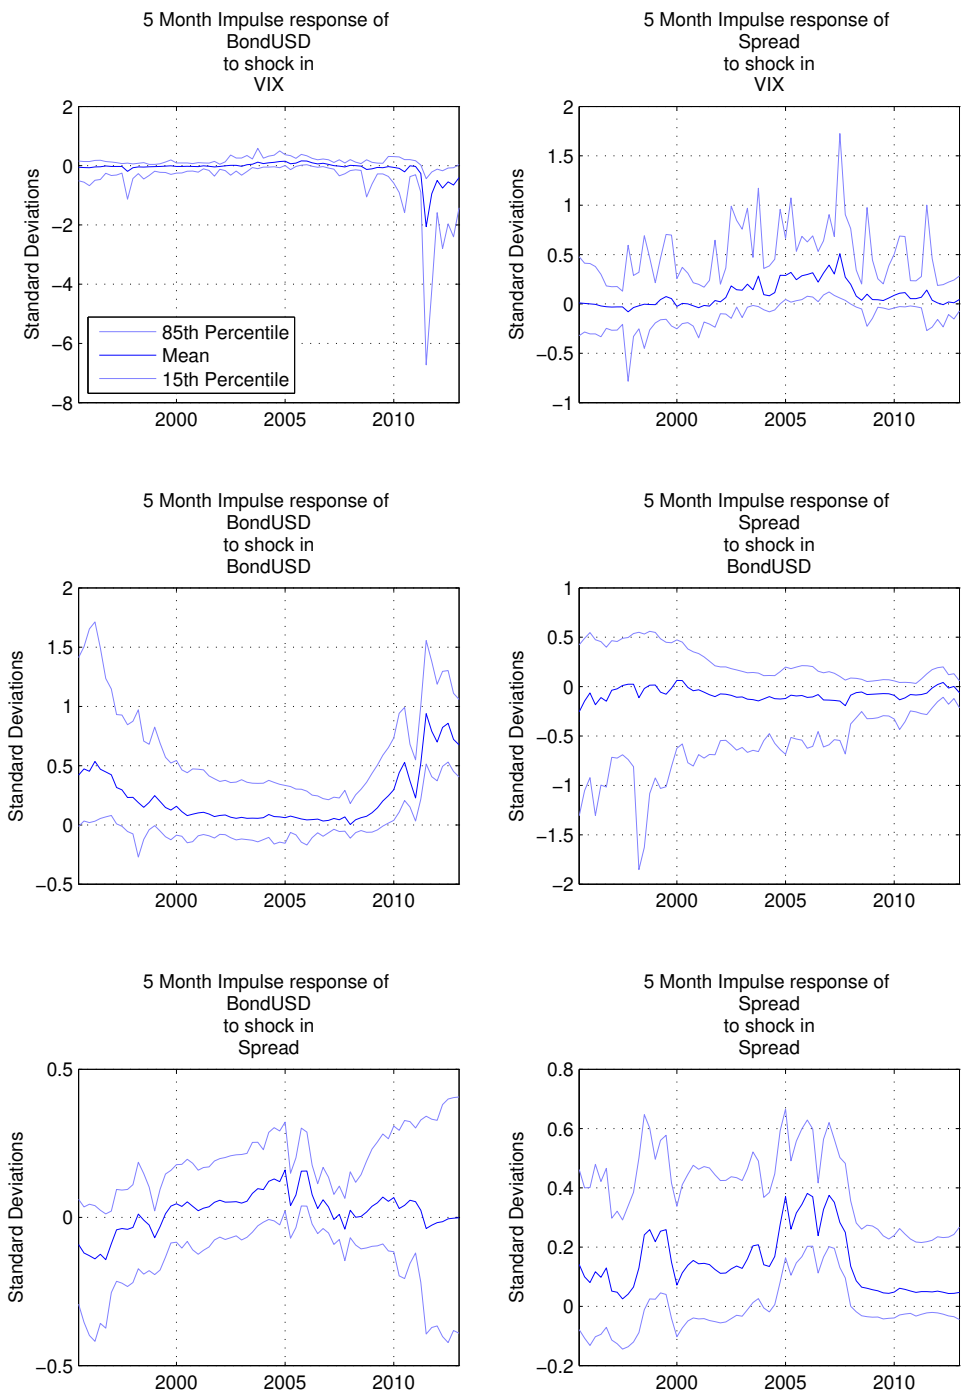 5 Month Impulse response of
BondUSD
to shock in
VIX
2
0
−2
−4
−6
−8
Standard Deviations
85th Percentile
Mean
15th Percentile
2000 2005 2010
5 Month Impulse response of
Spread
to shock in
VIX
2
1.5
1
0.5
0
−0.5
−1
Standard Deviations
2000 2005 2010
5 Month Impulse response of
BondUSD
to shock in
BondUSD
2
1.5
1
0.5
0
−0.5
Standard Deviations
2000 2005 2010
5 Month Impulse response of
Spread
to shock in
BondUSD
1
0.5
0
−0.5
−1
−1.5
−2
Standard Deviations
2000 2005 2010
5 Month Impulse response of
BondUSD
to shock in
Spread
0.5
0
−0.5
Standard Deviations
2000 2005 2010
5 Month Impulse response of
Spread
to shock in
Spread
0.8
0.6
0.4
0.2
0
−0.2
Standard Deviations
2000 2005 2010